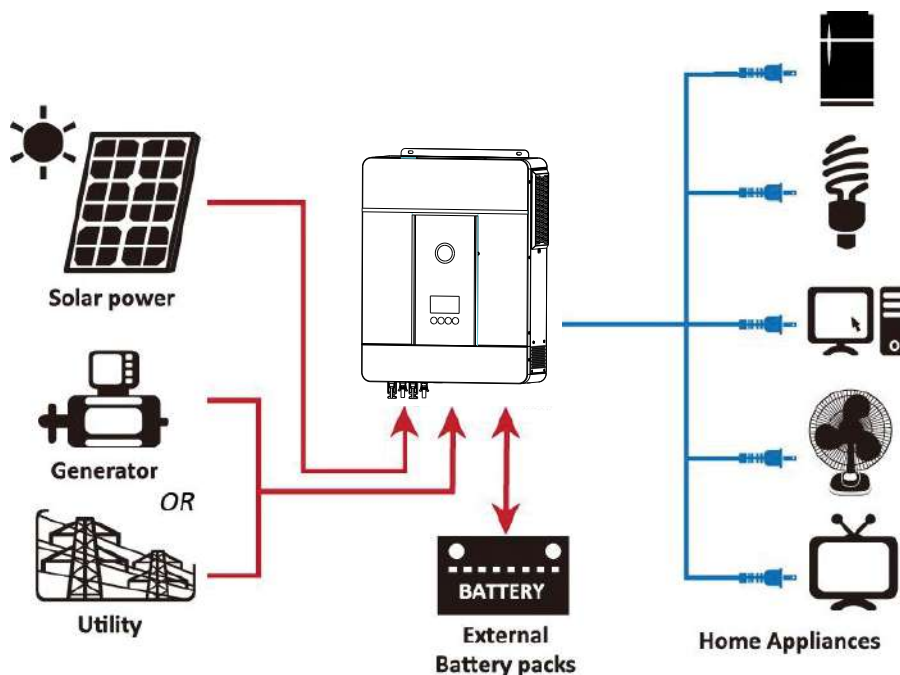 Solar power
Generator
OR
Utility
BATTERY
External
Battery packs
Home Appliances